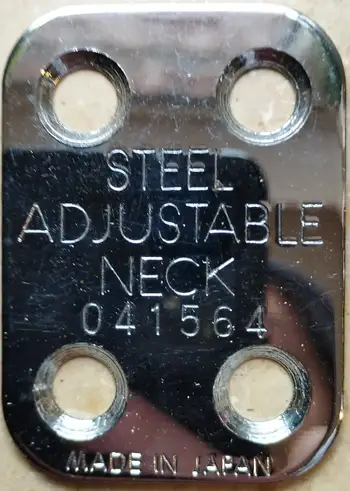 STEEL
ADJUSTABLE
NECK
041564
MADE IN JAPAN